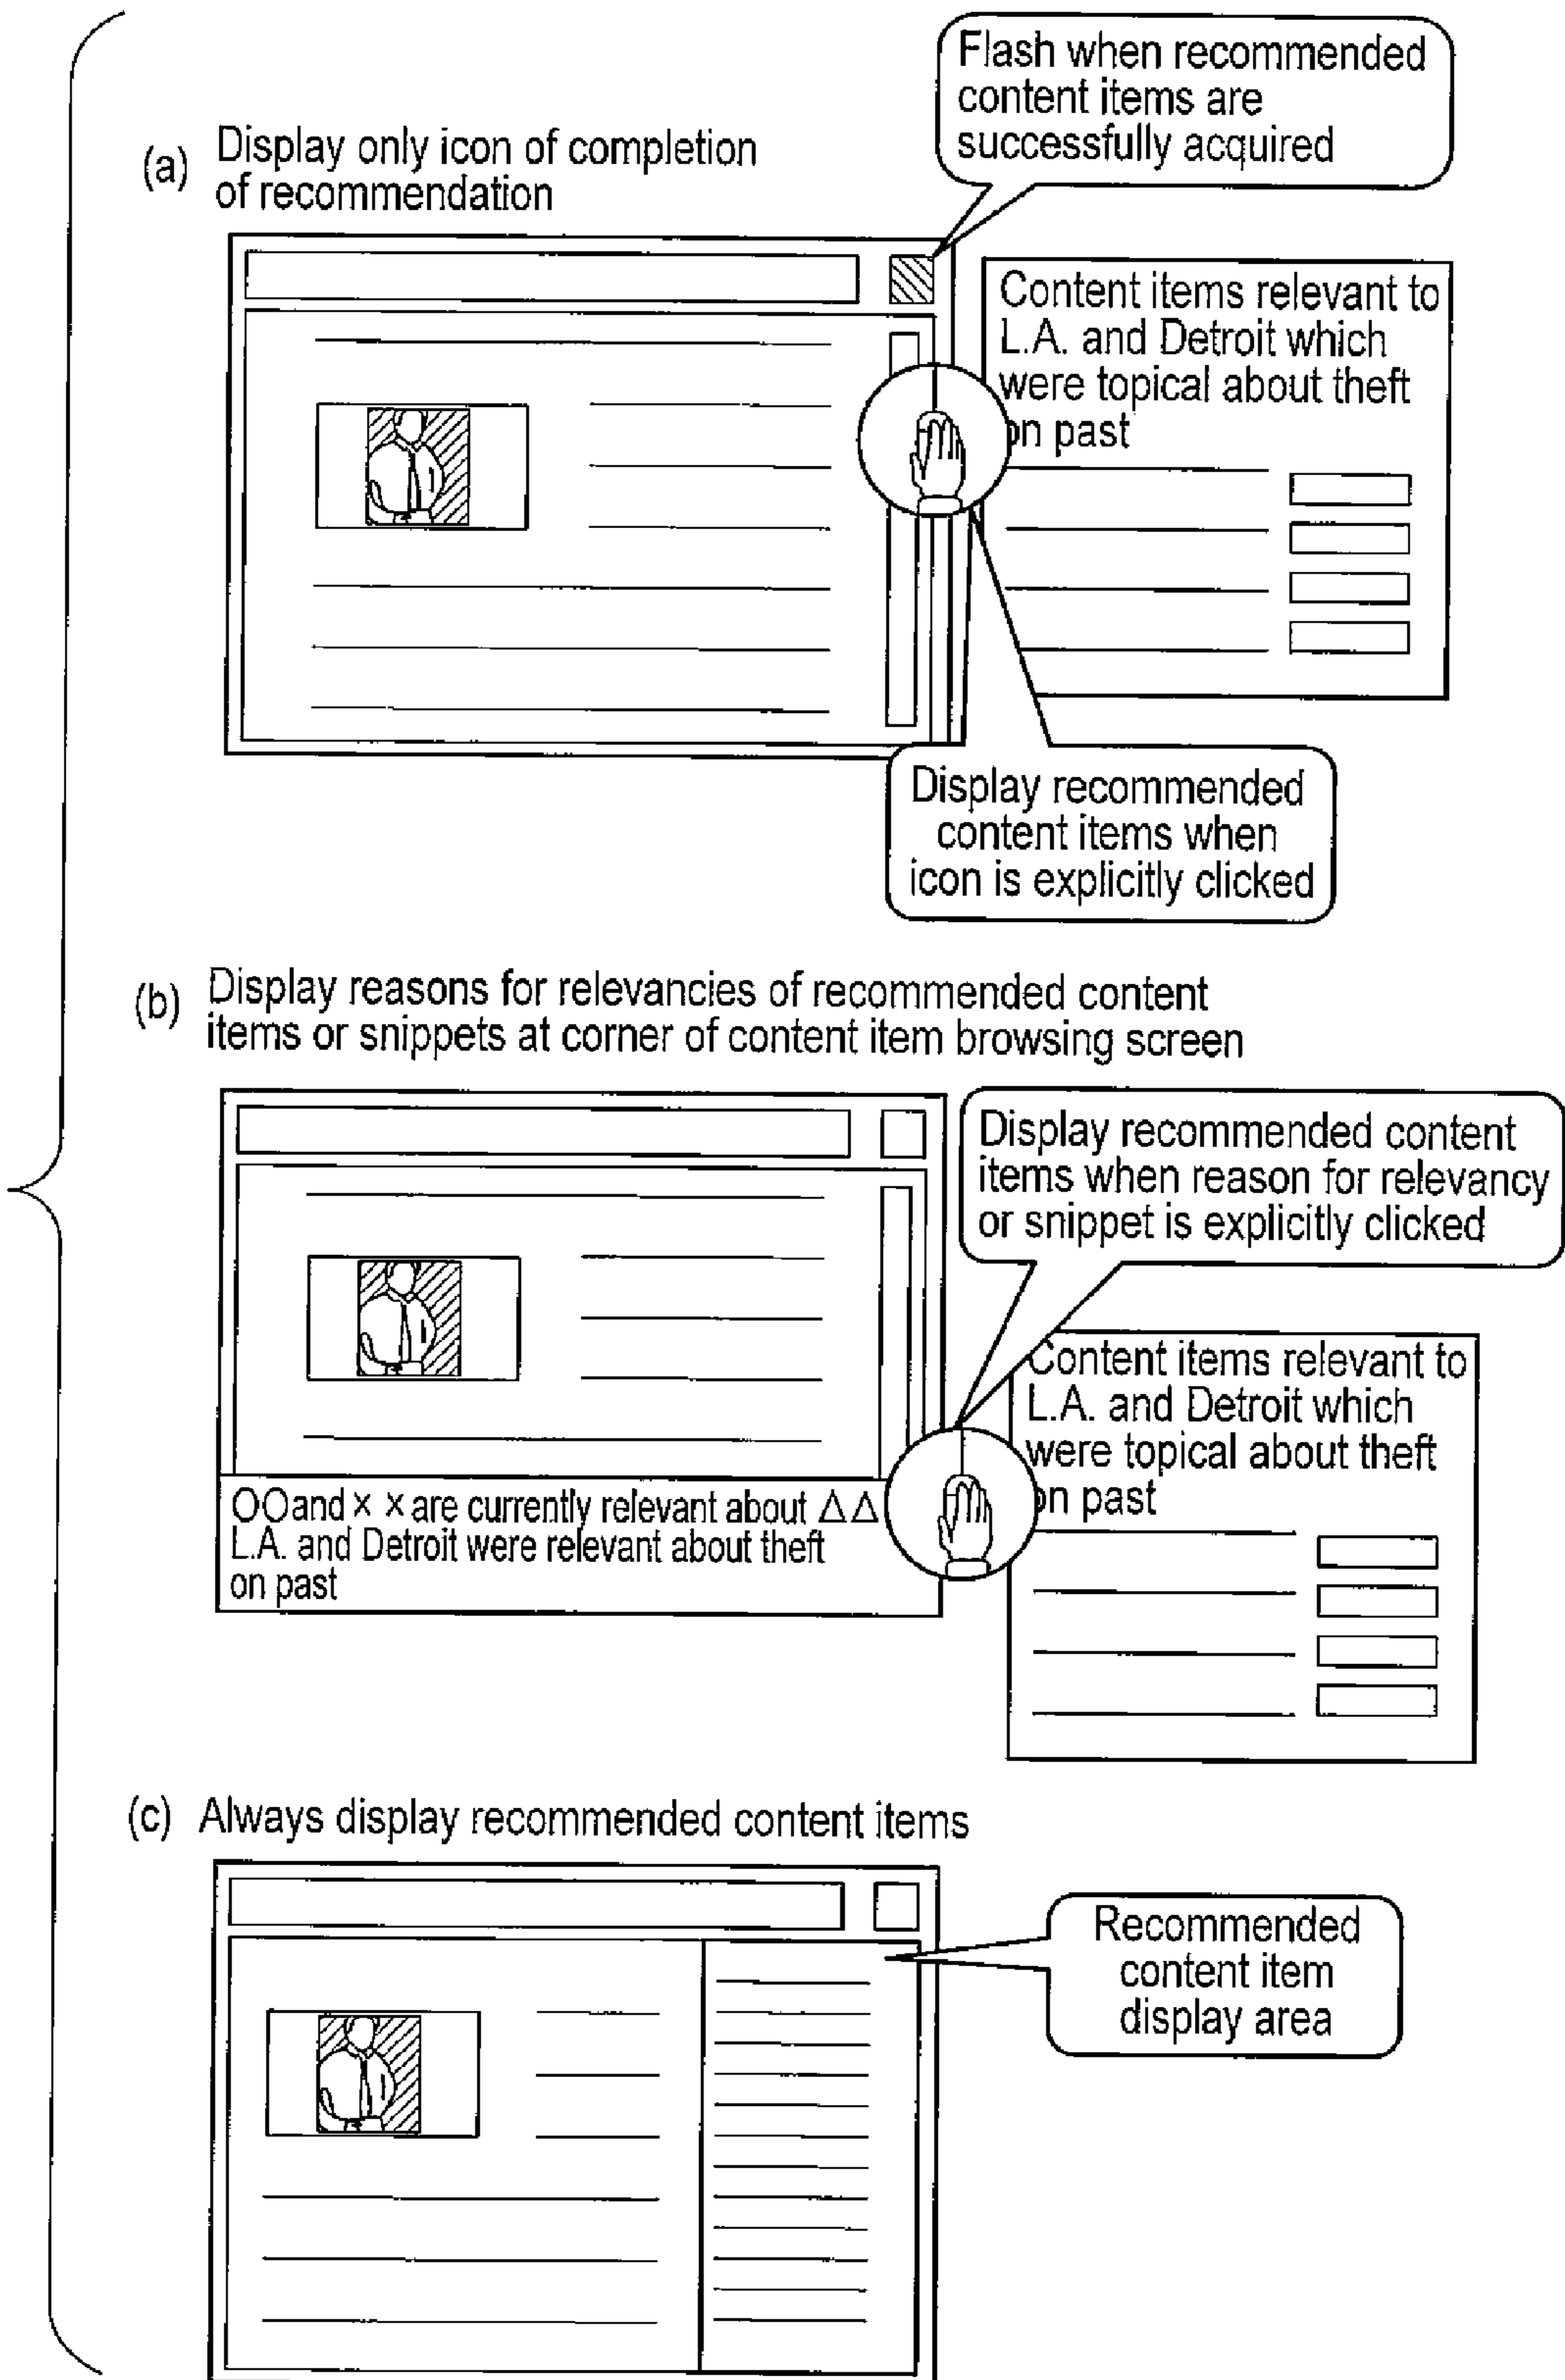 Flash when recommended
content items are
successfully acquired
(a) Display only icon of completion
of recommendation
Content items relevant to
L.A. and Detroit which
were topical about theft
on past
Display recommended
content items when
icon is explicitly clicked
(b) Display reasons for relevancies of recommended content
items or snippets at corner of content item browsing screen
Display recommended content
items when reason for relevancy
or snippet is explicitly clicked
Content items relevant to
L.A. and Detroit which
were topical about theft
on past
○○and × × are currently relevant about △△
L.A. and Detroit were relevant about theft
on past
(c) Always display recommended content items
Recommended
content item
display area